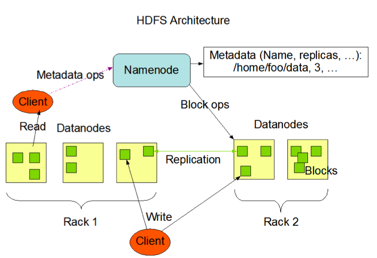 HDFS Architecture
Metadata (Name, replicas, ...):
/home/foo/data, 3, ...
Namenode
Metadata ops
Client
Block ops
Read
Datanodes
Datanodes
Replication
Blocks
Rack 1
Write
Rack 2
Client